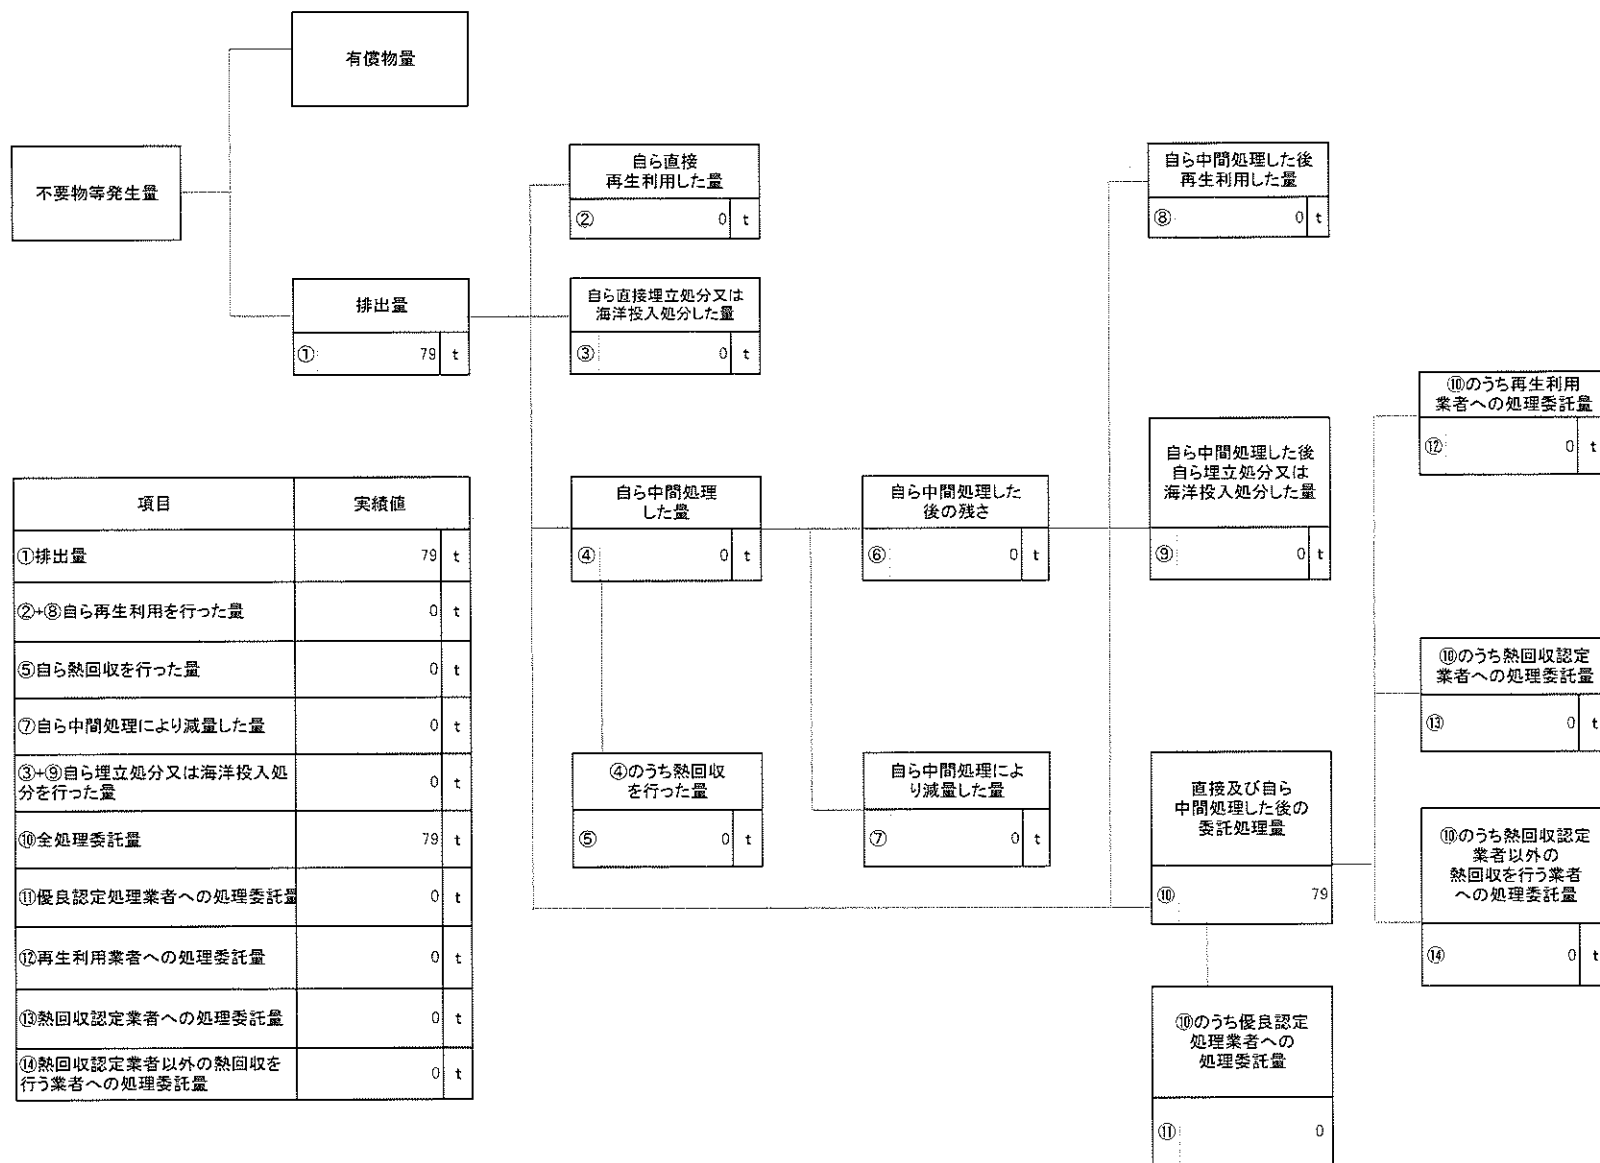 有償物量
不要物等発生量
排出量
① 79 t
自ら直接
再生利用した量
② 0 t
自ら直接埋立処分又は
海洋投入処分した量
③ 0 t
自ら中間処理
した量
④ 0 t
④のうち熱回収
を行った量
⑤ 0 t
自ら中間処理した
後の残さ
⑥ 0 t
自ら中間処理によ
り減量した量
⑦ 0 t
自ら中間処理した後
再生利用した量
⑧ 0 t
自ら中間処理した後
自ら埋立処分又は
海洋投入処分した量
⑨ 0 t
直接及び自ら
中間処理した後の
委託処理量
⑩ 79
⑩のうち優良認定
処理業者への
処理委託量
⑪ 0
⑩のうち再生利用
業者への処理委託量
⑫ 0 t
⑩のうち熱回収認定
業者への処理委託量
⑬ 0 t
⑩のうち熱回収認定
業者以外の
熱回収を行う業者
への処理委託量
⑭ 0 t
項目 実績値
①排出量 79 t
②+⑧自ら再生利用を行った量 0 t
⑤自ら熱回収を行った量 0 t
⑦自ら中間処理により減量した量 0 t
③+⑨自ら埋立処分又は海洋投入処
分を行った量 0 t
⑩全処理委託量 79 t
⑪優良認定処理業者への処理委託量 0 t
⑫再生利用業者への処理委託量 0 t
⑬熱回収認定業者への処理委託量 0 t
⑭熱回収認定業者以外の熱回収を
行う業者への処理委託量 0 t